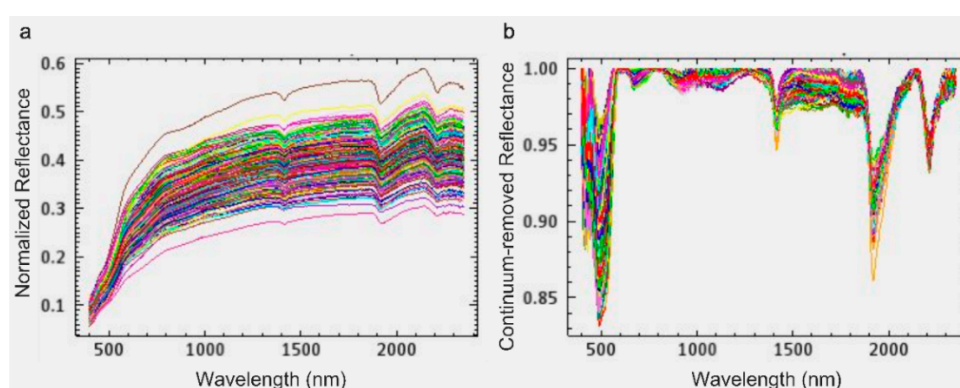 a
Normalized Reflectance
0.6
0.5
0.4
0.3
0.2
0.1
500 1000 1500 2000
Wavelength (nm)
b
Continuum-removed Reflectance
1.00
0.95
0.90
0.85
500 1000 1500 2000
Wavelength (nm)